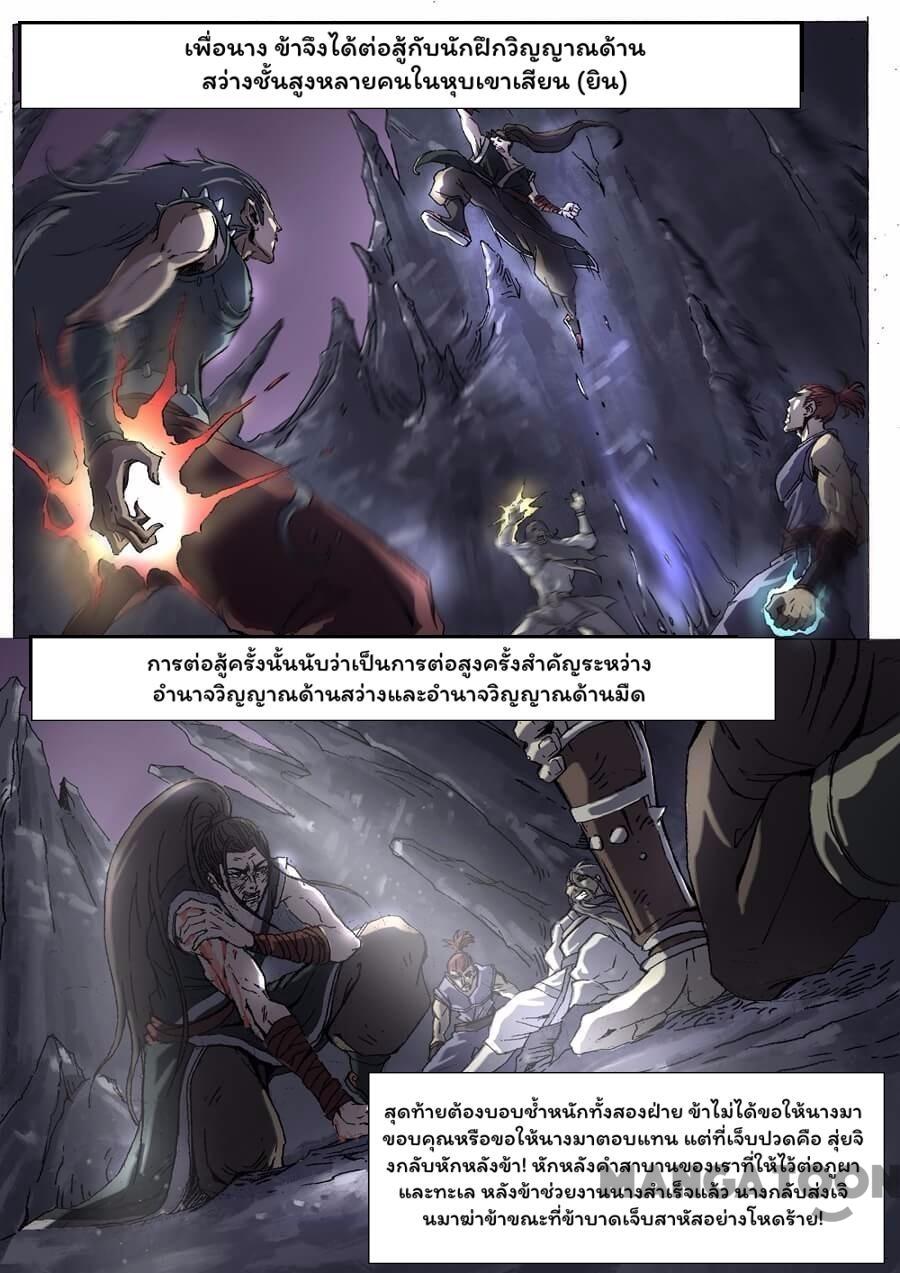 เพื่อนาง ข้าจึงได้ต่อสู้กับนักฝึกวิญญาณด้าน
สว่างชั้นสูงหลายคนในหุบเขาเสียน (ยิน)
การต่อสู้ครั้งนั้นนับว่าเป็นการต่อสูงครั้งสำคัญระหว่าง
อำนาจวิญญาณด้านสว่างและอำนาจวิญญาณด้านมืด
สุดท้ายต้องบอบช้ำหนักทั้งสองฝ่าย ข้าไม่ได้ขอให้นางมา
ขอบคุณหรือขอให้นางมาตอบแทน แต่ที่เจ็บปวดคือ สุ่ยจิ
งกลับหักหลังข้า! หักหลังคำสาบานของเราที่ให้ไว้ต่อภูผา
และทะเล หลังข้าช่วยงานนางสำเร็จแล้ว นางกลับส่งเจิ
นมาฆ่าข้าขณะที่ข้าบาดเจ็บสาหัสอย่างโหดร้าย!
MANGATOON